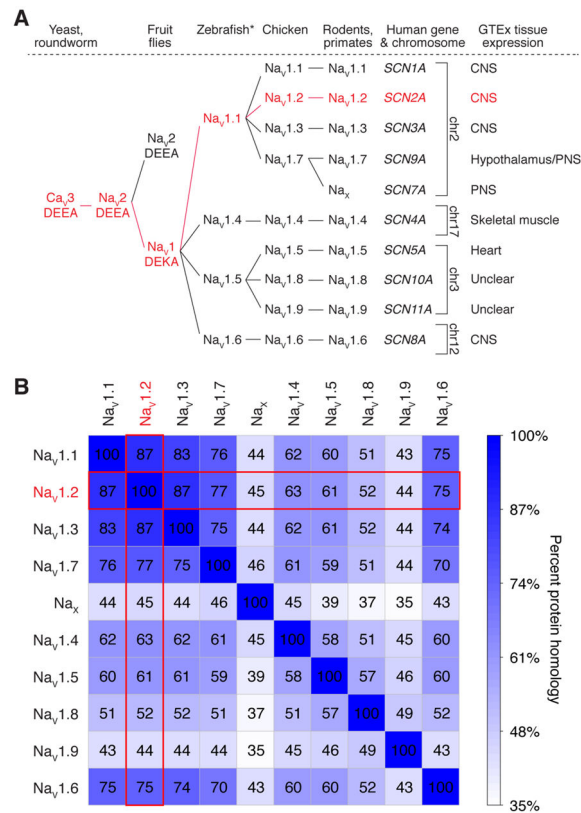 A
Yeast, roundworm
Fruit flies
Zebrafish*
Chicken
Rodents, primates
Human gene & chromosome
GTEx tissue expression
Nav1.1 Nav1.1 SCN1A CNS
Nav1.2 Nav1.2 SCN2A CNS
Nav1.1
Nav2 DEEA
Nav1.3 Nav1.3 SCN3A CNS
chr2
Nav1.7 Nav1.7 SCN9A Hypothalamus/PNS
Nax SCN7A PNS
Cav3 DEEA
Nav2 DEEA
Nav1 DEKA
Nav1.4 Nav1.4 Nav1.4 SCN4A chr17 Skeletal muscle
Nav1.5 Nav1.5 SCN5A Heart
Nav1.5 Nav1.8 Nav1.8 SCN10A chr3 Unclear
Nav1.9 Nav1.9 SCN11A Unclear
Nav1.6 Nav1.6 Nav1.6 SCN8A chr12 CNS
B
Nav1.1 Nav1.2 Nav1.3 Nav1.7 Nax Nav1.4 Nav1.5 Nav1.8 Nav1.9 Nav1.6
Nav1.1 100 87 83 76 44 62 60 51 43 75
Nav1.2 87 100 87 77 45 63 61 52 44 75
Nav1.3 83 87 100 75 44 62 61 52 44 74
Nav1.7 76 77 75 100 46 61 59 51 44 70
Nax 44 45 44 46 100 45 39 37 35 43
Nav1.4 62 63 62 61 45 100 58 51 45 60
Nav1.5 60 61 61 59 39 58 100 57 46 60
Nav1.8 51 52 52 51 37 51 57 100 49 52
Nav1.9 43 44 44 44 35 45 46 49 100 43
Nav1.6 75 75 74 70 43 60 60 52 43 100
100%
87%
74%
61%
48%
35%
Percent protein homology